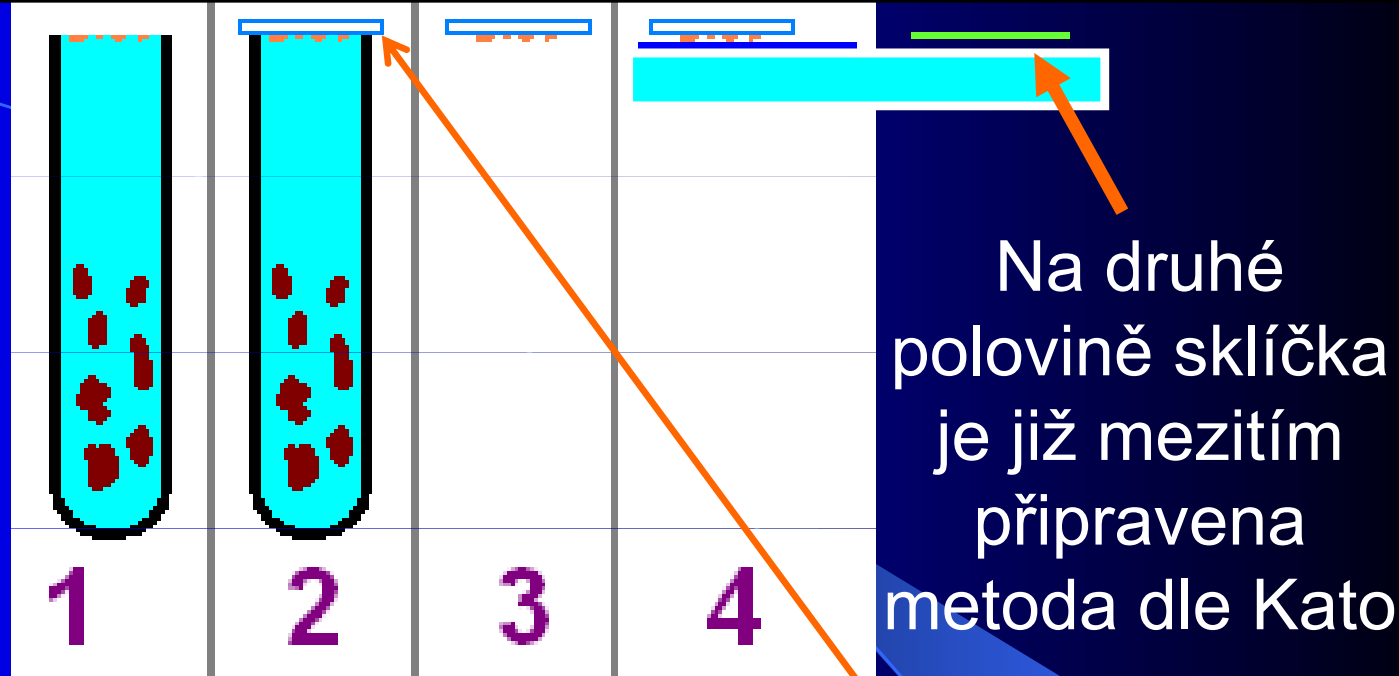 1 2 3 4
Na druhé
polovině sklíčka
je již mezitím
připravena
metoda dle Kato